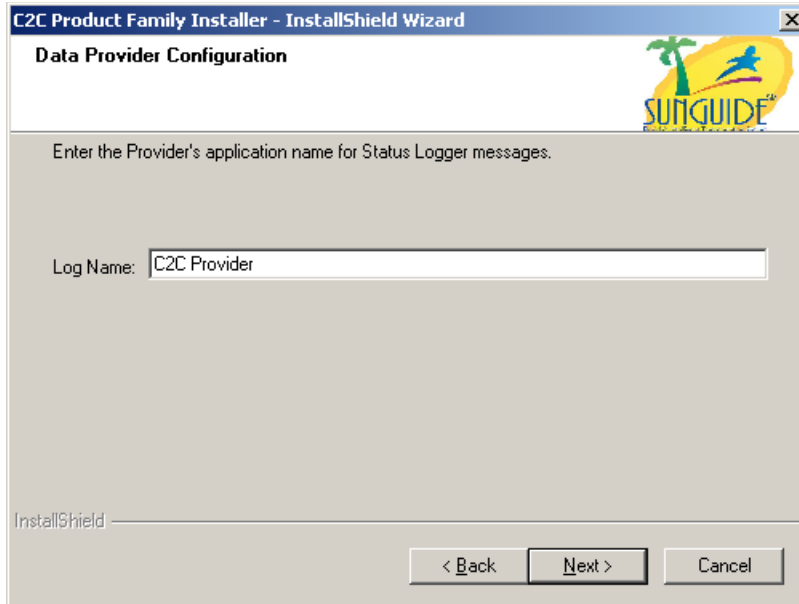 C2C Product Family Installer - InstallShield Wizard
Data Provider Configuration
SUNGUIDE
SM
Enter the Provider's application name for Status Logger messages.
Log Name: C2C Provider
InstallShield
< Back Next > Cancel